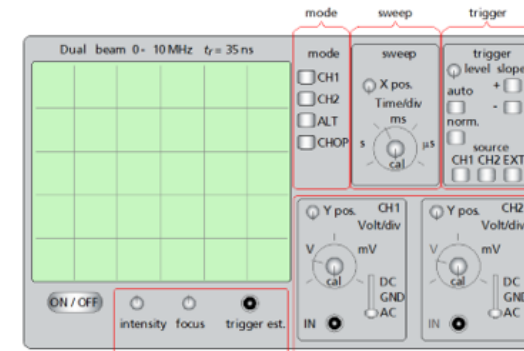 mode
sweep
trigger
Dual beam 0- 10 MHz tr = 35 ns
mode
CH1
CH2
ALT
CHOP
sweep
X pos.
Time/div
ms
s
µs
cal
trigger
level slope
auto
+
-
norm.
source
CH1 CH2 EXT
Y pos.
CH1
Volt/div
V
mV
cal
DC
GND
AC
IN
Y pos.
CH2
Volt/div
V
mV
cal
DC
GND
AC
IN
ON / OFF
intensity
focus
trigger est.